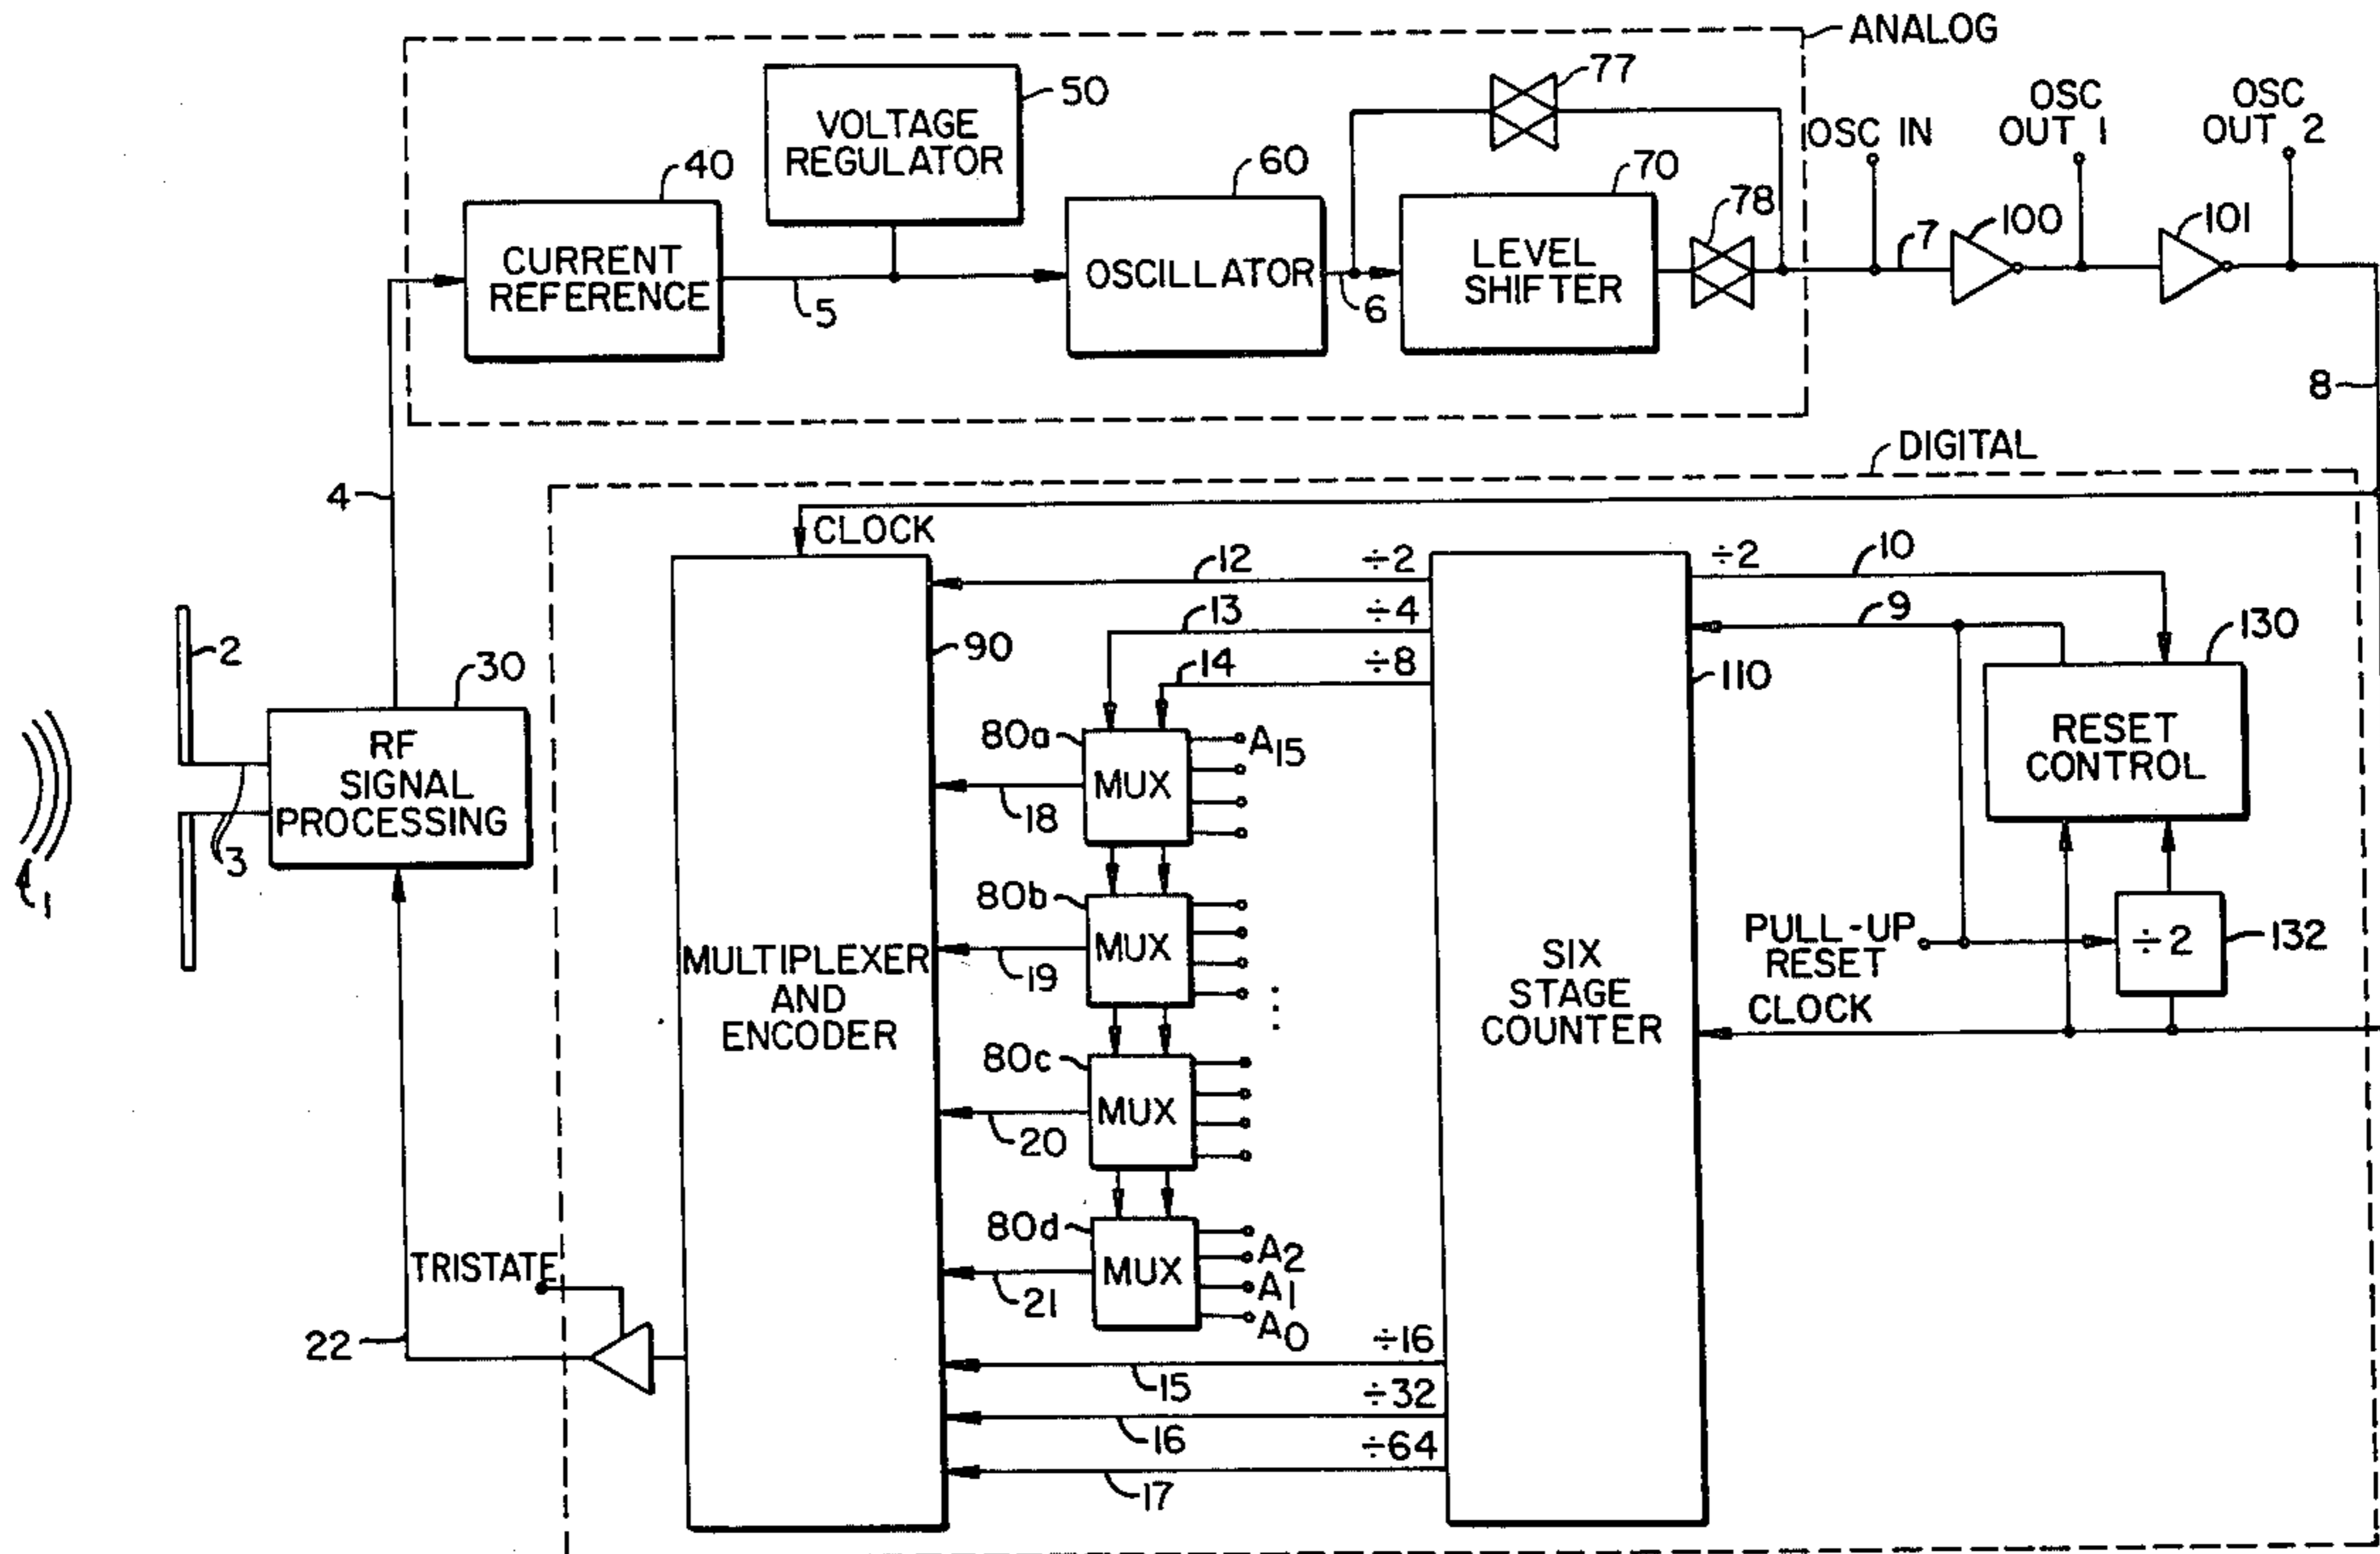 ANALOG
77
50
VOLTAGE
REGULATOR
OSC
OUT 1
OSC
OUT 2
OSC IN
40
60
70
78
7
100
101
CURRENT
REFERENCE
5
OSCILLATOR
6
LEVEL
SHIFTER
8
DIGITAL
4
CLOCK
12
÷2
÷2
10
13
÷4
9
130
2
90
14
÷8
110
30
RF
SIGNAL
PROCESSING
3
1
80a
MUX
A15
18
RESET
CONTROL
80b
MUX
19
PULL-UP
RESET
÷2
132
MULTIPLEXER
AND
ENCODER
SIX
STAGE
COUNTER
CLOCK
80c
MUX
20
80d
MUX
A2
A1
A0
21
TRISTATE
22
÷16
15
÷32
16
÷64
17